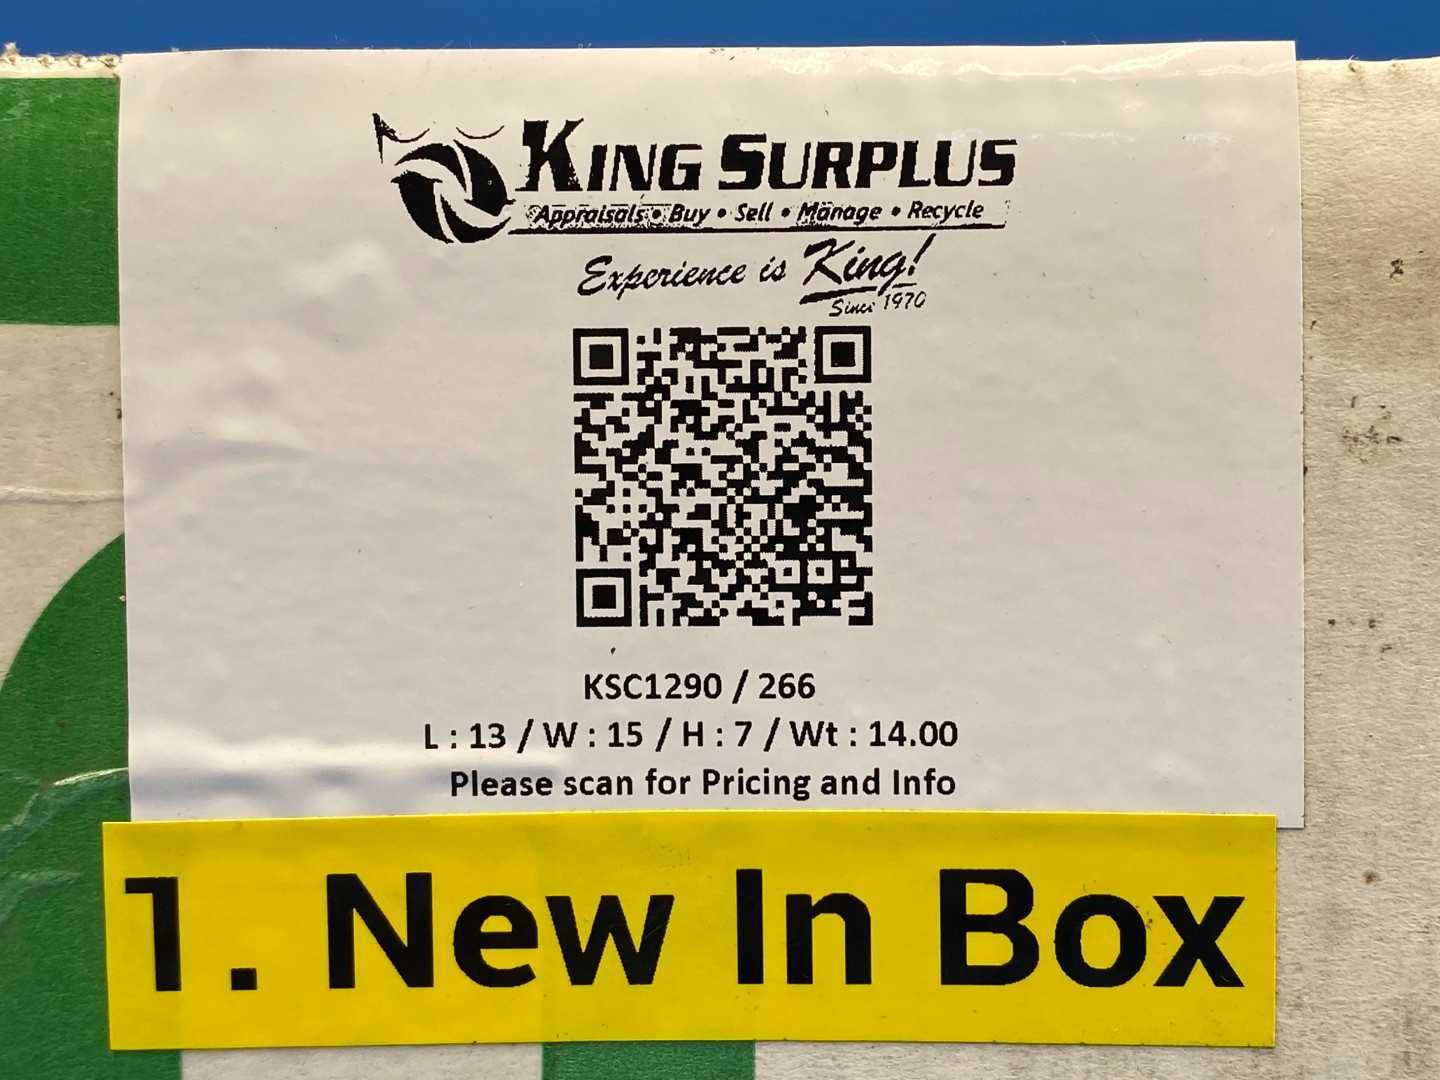 KING SURPLUS
Appraisals • Buy • Sell • Manage • Recycle
Experience is King!
Since 1970
KSC1290 / 266
L : 13 / W : 15 / H : 7 / Wt : 14.00
Please scan for Pricing and Info
1. New In Box